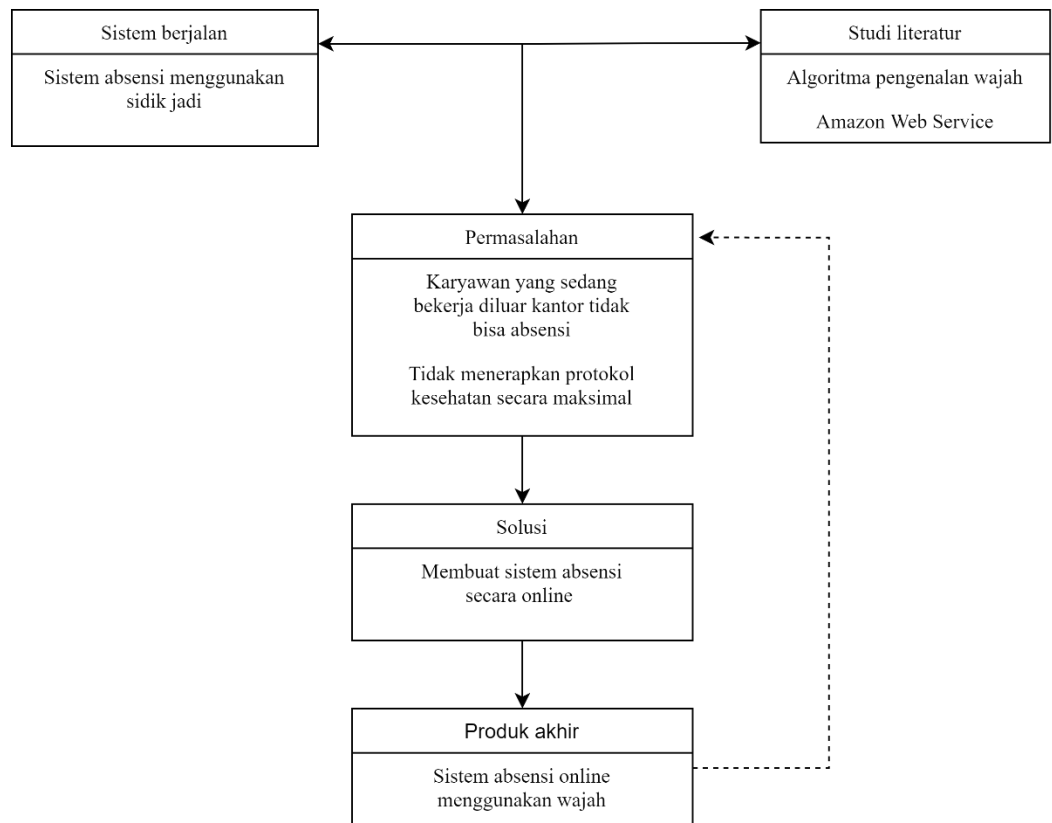 Sistem berjalan
Sistem absensi menggunakan
sidik jadi
Studi literatur
Algoritma pengenalan wajah
Amazon Web Service
Permasalahan
Karyawan yang sedang
bekerja diluar kantor tidak
bisa absensi
Tidak menerapkan protokol
kesehatan secara maksimal
Solusi
Membuat sistem absensi
secara online
Produk akhir
Sistem absensi online
menggunakan wajah